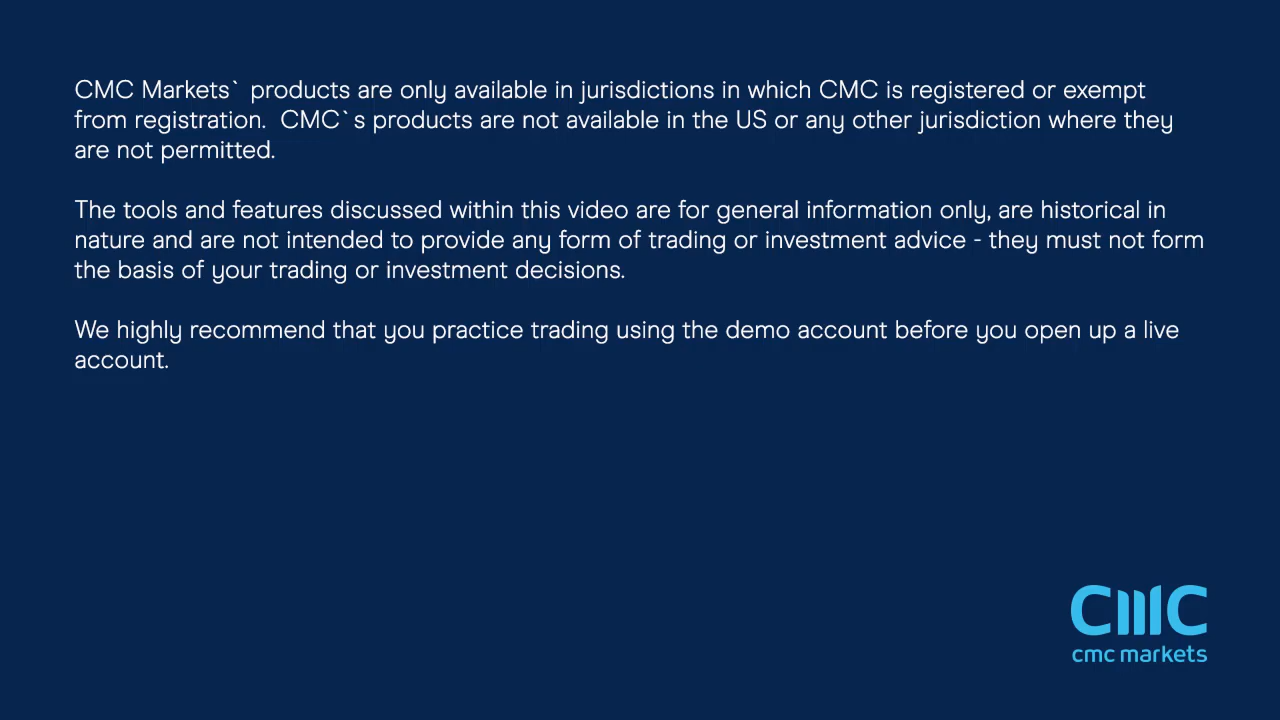 CMC Markets` products are only available in jurisdictions in which CMC is registered or exempt
from registration.  CMC`s products are not available in the US or any other jurisdiction where they
are not permitted.
The tools and features discussed within this video are for general information only, are historical in
nature and are not intended to provide any form of trading or investment advice - they must not form
the basis of your trading or investment decisions.
We highly recommend that you practice trading using the demo account before you open up a live
account.
CMC
cmc markets